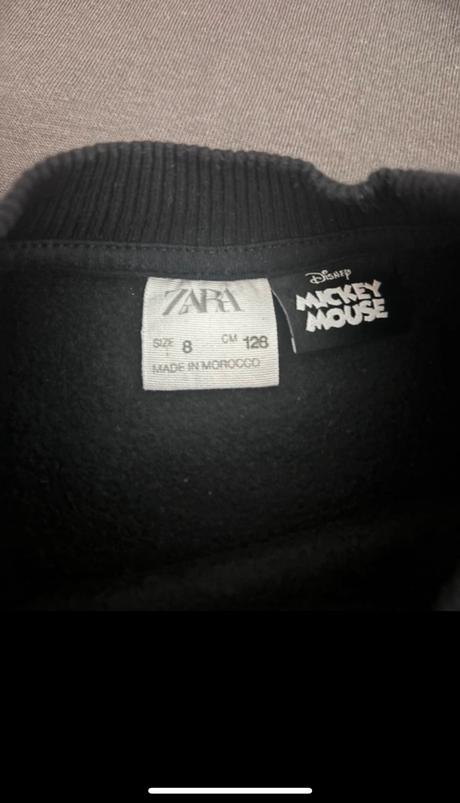 ZARA
SIZE 8 CM 128
MADE IN MOROCCO
Disney
MICKEY
MOUSE